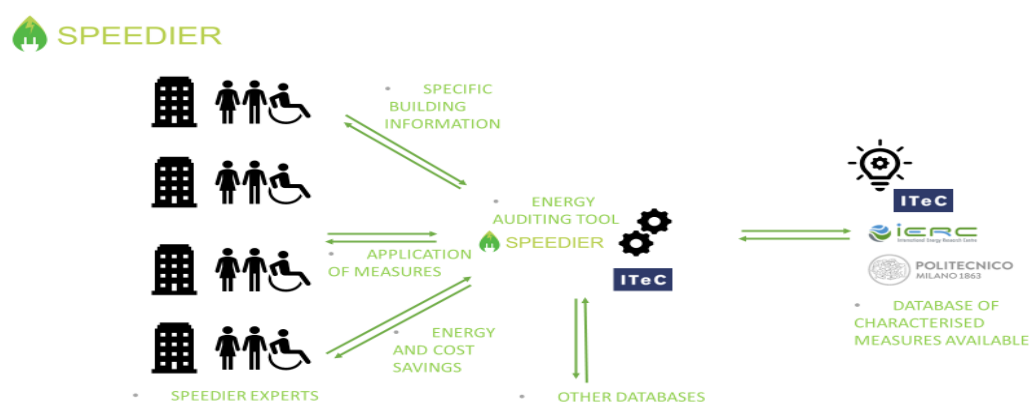 SPEEDIER
• SPECIFIC
BUILDING
INFORMATION
• ENERGY
AUDITING TOOL
SPEEDIER
ITeC
• APPLICATION
OF MEASURES
• ENERGY
AND COST
SAVINGS
• SPEEDIER EXPERTS
• OTHER DATABASES
ITeC
iERC
International Energy Research Centre
POLITECNICO
MILANO 1863
• DATABASE OF
CHARACTERISED
MEASURES AVAILABLE